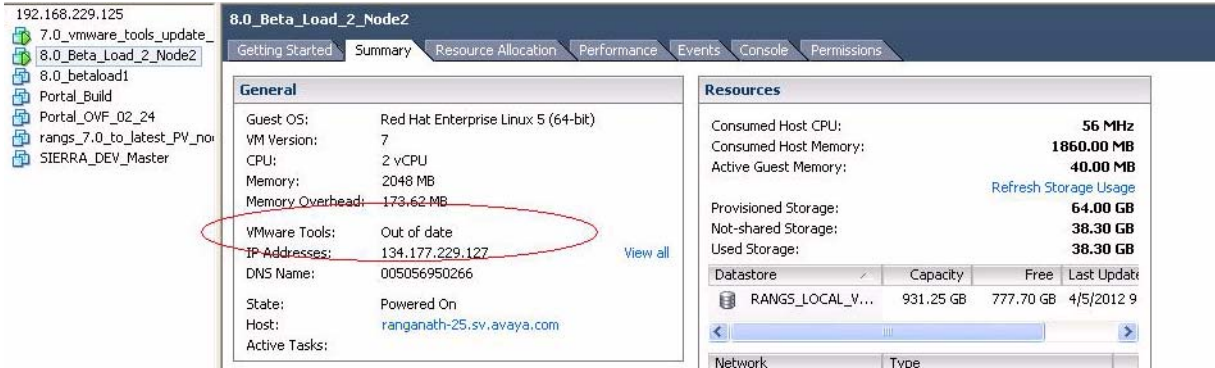 192.168.229.125
7.0_vmware_tools_update_
8.0_Beta_Load_2_Node2
8.0_betaload1
Portal_Build
Portal_OVF_02_24
rangs_7.0_to_latest_PV_no
SIERRA_DEV_Master
8.0_Beta_Load_2_Node2
Getting Started Summary Resource Allocation Performance Events Console Permissions
General
Guest OS: Red Hat Enterprise Linux 5 (64-bit)
VM Version: 7
CPU: 2 vCPU
Memory: 2048 MB
Memory Overhead: 173.62 MB
VMware Tools: Out of date
IP Addresses: 134.177.229.127 View all
DNS Name: 005056950266
State: Powered On
Host: ranganath-25.sv.avaya.com
Active Tasks:
Resources
Consumed Host CPU: 56 MHz
Consumed Host Memory: 1860.00 MB
Active Guest Memory: 40.00 MB
Refresh Storage Usage
Provisioned Storage: 64.00 GB
Not-shared Storage: 38.30 GB
Used Storage: 38.30 GB
Datastore Capacity Free Last Update
RANGS_LOCAL_V... 931.25 GB 777.70 GB 4/5/2012 9
Network Type